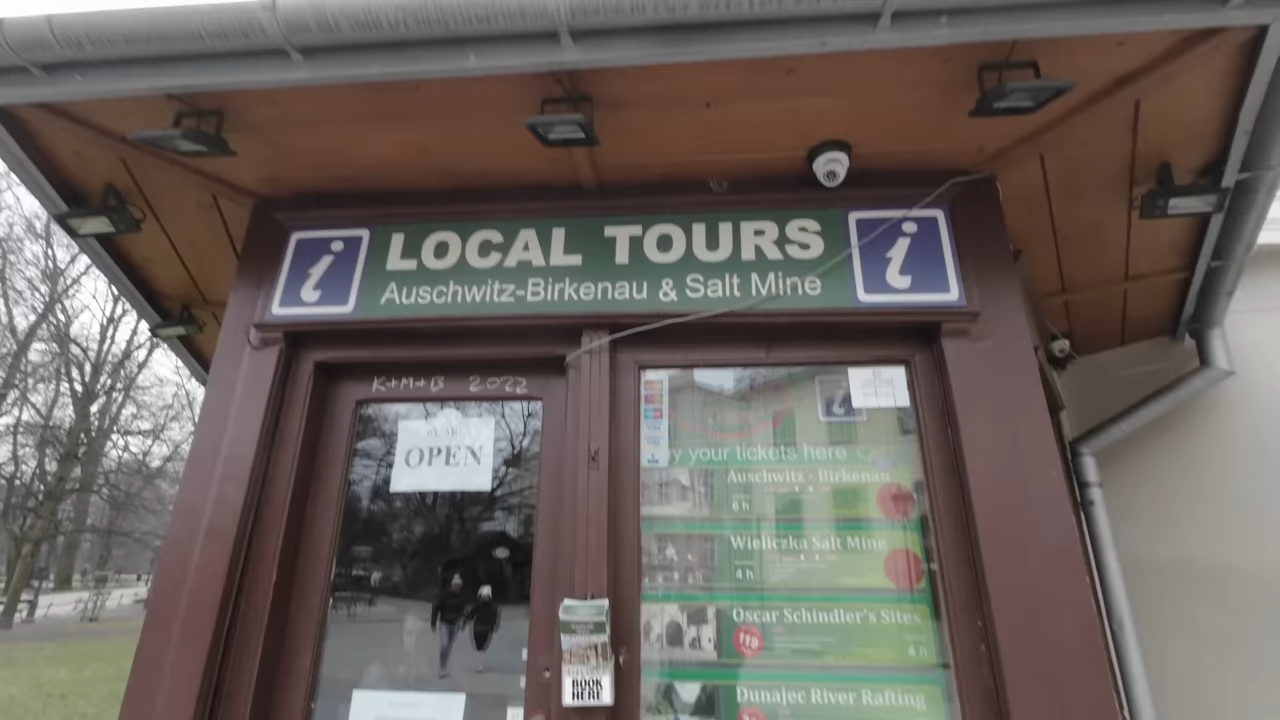 i LOCAL TOURS i
Auschwitz-Birkenau & Salt Mine
K+M+B 2022
OPEN
y your tickets here
Auschwitz - Birkenau
6 h
Wieliczka Salt Mine
4 h
Oscar Schindler's Sites
119
4 h
Dunajec River Rafting
BOOK
HERE